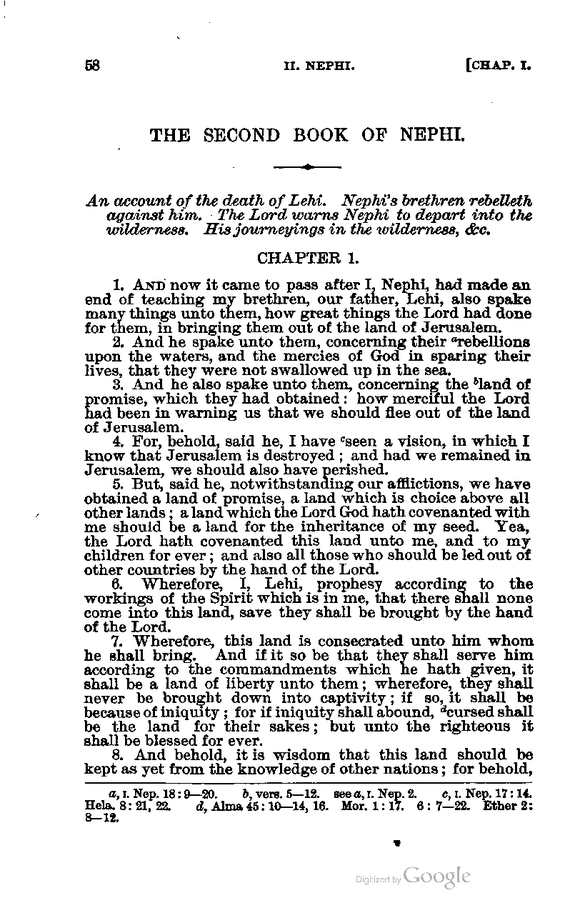 58 II. NEPHI. [CHAP. I.
THE SECOND BOOK OF NEPHI.
An account of the death of Lehi. Nephi's brethren rebelleth
against him. The Lord warns Nephi to depart into the
wilderness. His journeyings in the wilderness, &c.
CHAPTER 1.
1. AND now it came to pass after I, Nephi, had made an
end of teaching my brethren, our father, Lehi, also spake
many things unto them, how great things the Lord had done
for them, in bringing them out of the land of Jerusalem.
2. And he spake unto them, concerning their ᵃrebellions
upon the waters, and the mercies of God in sparing their
lives, that they were not swallowed up in the sea.
3. And he also spake unto them, concerning the ᵇland of
promise, which they had obtained: how merciful the Lord
had been in warning us that we should flee out of the land
of Jerusalem.
4. For, behold, said he, I have ᶜseen a vision, in which I
know that Jerusalem is destroyed; and had we remained in
Jerusalem, we should also have perished.
5. But, said he, notwithstanding our afflictions, we have
obtained a land of promise, a land which is choice above all
other lands; a land which the Lord God hath covenanted with
me should be a land for the inheritance of my seed. Yea,
the Lord hath covenanted this land unto me, and to my
children for ever; and also all those who should be led out of
other countries by the hand of the Lord.
6. Wherefore, I, Lehi, prophesy according to the
workings of the Spirit which is in me, that there shall none
come into this land, save they shall be brought by the hand
of the Lord.
7. Wherefore, this land is consecrated unto him whom
he shall bring. And if it so be that they shall serve him
according to the commandments which he hath given, it
shall be a land of liberty unto them; wherefore, they shall
never be brought down into captivity; if so, it shall be
because of iniquity; for if iniquity shall abound, ᵈcursed shall
be the land for their sakes; but unto the righteous it
shall be blessed for ever.
8. And behold, it is wisdom that this land should be
kept as yet from the knowledge of other nations; for behold,
a, I. Nep. 18: 9—20. b, vers. 5—12. see a, I. Nep. 2. c, I. Nep. 17: 14.
Hela. 8: 21, 22. d, Alma 45: 10—14, 16. Mor. 1: 17. 6: 7—22. Ether 2:
8—12.
Digitized by Google